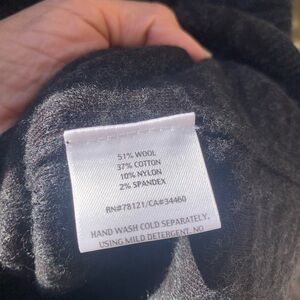 51% WOOL
37% COTTON
10% NYLON
2% SPANDEX
RN#78121/CA#34460
HAND WASH COLD SEPARATELY,
USING MILD DETERGENT, NO